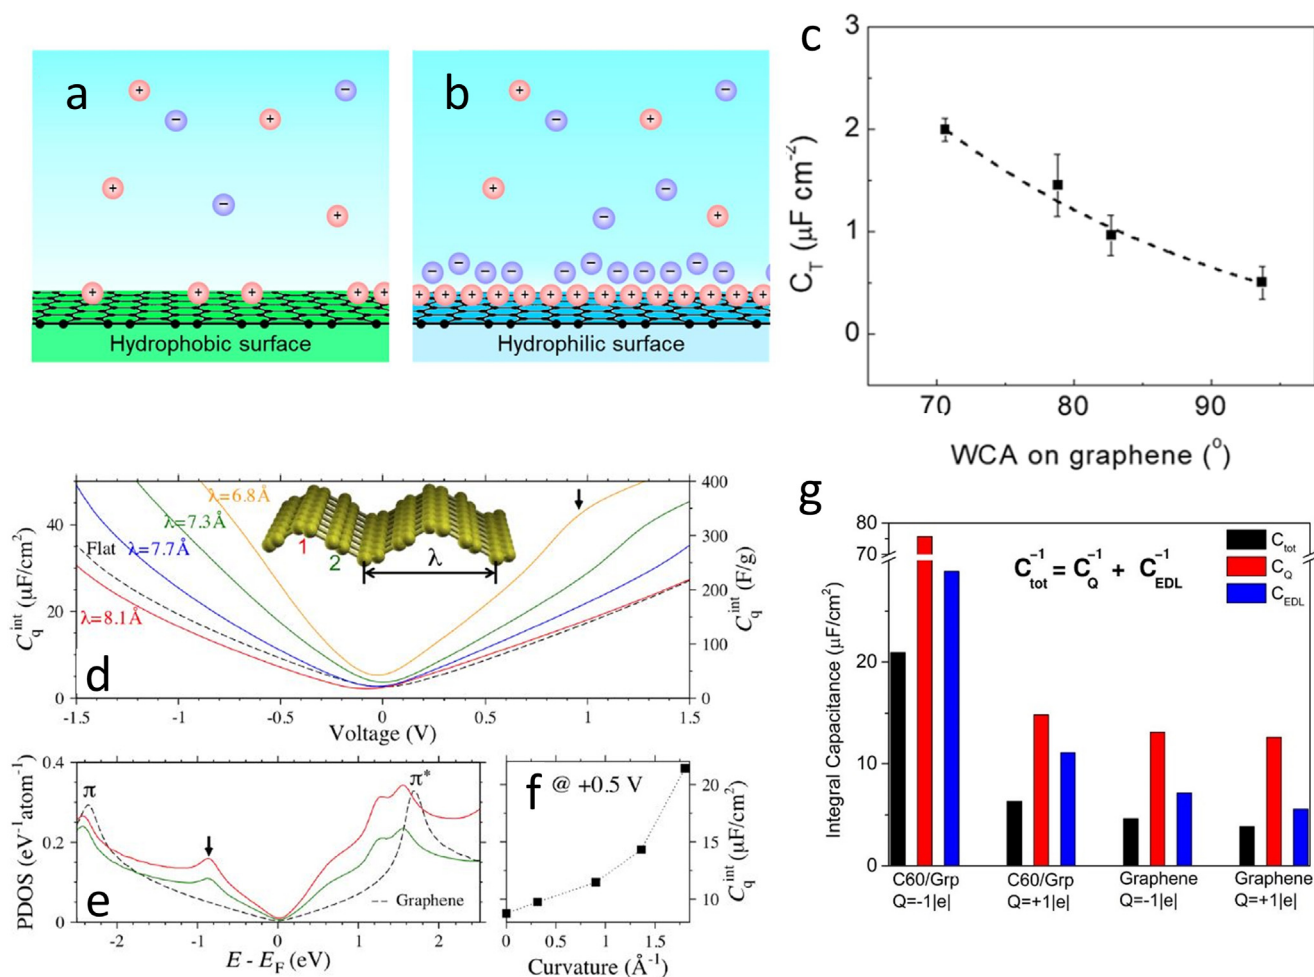 a
Hydrophobic surface
b
Hydrophilic surface
c
3
2
1
0
C_T (μF cm⁻²)
70
80
90
WCA on graphene (°)
d
C_q^int (μF/cm²)
40
20
0
Flat
λ=8.1Å
λ=7.7Å
λ=7.3Å
λ=6.8Å
1
2
λ
400
300
200
100
0
C_q^int (F/g)
-1.5
-1
-0.5
0
0.5
1
1.5
Voltage (V)
e
PDOS (eV⁻¹atom⁻¹)
0.4
0.2
0
π
π*
Graphene
-2
-1
0
1
2
E - E_F (eV)
f
@ +0.5 V
20
15
10
C_q^int (μF/cm²)
0
0.5
1
1.5
Curvature (Å⁻¹)
g
Integral Capacitance (μF/cm²)
80
70
20
10
0
C_tot⁻¹ = C_Q⁻¹ + C_EDL⁻¹
C_tot
C_Q
C_EDL
C60/Grp
Q=-1|e|
C60/Grp
Q=+1|e|
Graphene
Q=-1|e|
Graphene
Q=+1|e|